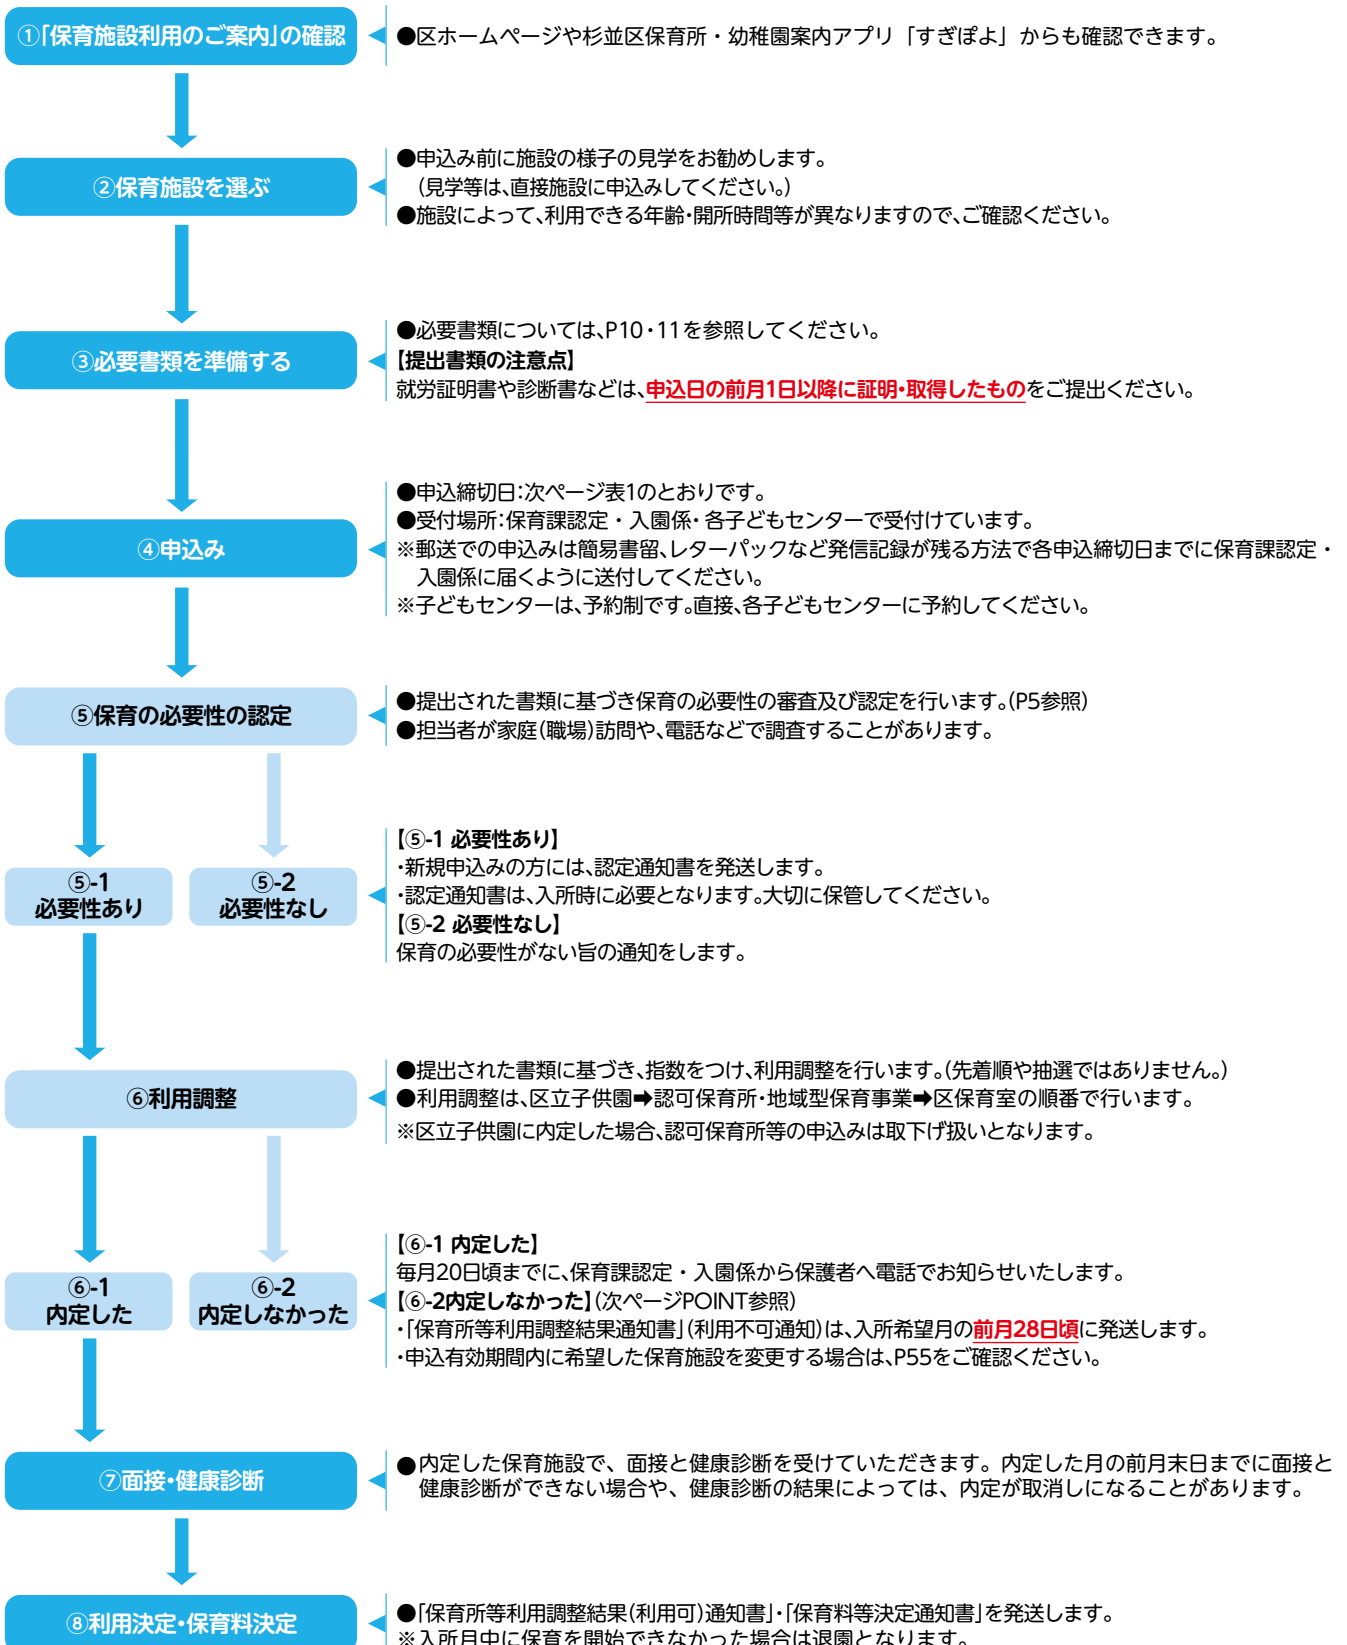 ①「保育施設利用のご案内」の確認
●区ホームページや杉並区保育所・幼稚園案内アプリ「すぎぽよ」からも確認できます。
②保育施設を選ぶ
●申込み前に施設の様子の見学をお勧めします。
(見学等は、直接施設に申込みしてください。)
●施設によって、利用できる年齢・開所時間等が異なりますので、ご確認ください。
③必要書類を準備する
●必要書類については、P10・11を参照してください。
【提出書類の注意点】
就労証明書や診断書などは、申込日の前月1日以降に証明・取得したものをご提出ください。
④申込み
●申込締切日：次ページ表1のとおりです。
●受付場所：保育課認定・入園係・各子どもセンターで受付けています。
※郵送での申込みは簡易書留、レターパックなど発信記録が残る方法で各申込締切日までに保育課認定・
入園係に届くように送付してください。
※子どもセンターは、予約制です。直接、各子どもセンターに予約してください。
⑤保育の必要性の認定
●提出された書類に基づき保育の必要性の審査及び認定を行います。(P5参照)
●担当者が家庭(職場)訪問や、電話などで調査することがあります。
⑤-1
必要性あり
⑤-2
必要性なし
【⑤-1 必要性あり】
・新規申込みの方には、認定通知書を発送します。
・認定通知書は、入所時に必要となります。大切に保管してください。
【⑤-2 必要性なし】
保育の必要性がない旨の通知をします。
⑥利用調整
●提出された書類に基づき、指数をつけ、利用調整を行います。(先着順や抽選ではありません。)
●利用調整は、区立子供園➡認可保育所・地域型保育事業➡区保育室の順番で行います。
※区立子供園に内定した場合、認可保育所等の申込みは取下げ扱いとなります。
⑥-1
内定した
⑥-2
内定しなかった
【⑥-1 内定した】
毎月20日頃までに、保育課認定・入園係から保護者へ電話でお知らせいたします。
【⑥-2内定しなかった】(次ページPOINT参照)
・「保育所等利用調整結果通知書」(利用不可通知)は、入所希望月の前月28日頃に発送します。
・申込有効期間内に希望した保育施設を変更する場合は、P55をご確認ください。
⑦面接・健康診断
●内定した保育施設で、面接と健康診断を受けていただきます。内定した月の前月末日までに面接と
健康診断ができない場合や、健康診断の結果によっては、内定が取消しになることがあります。
⑧利用決定・保育料決定
●「保育所等利用調整結果(利用可)通知書」・「保育料等決定通知書」を発送します。
※入所月中に保育を開始できなかった場合は退園となります。